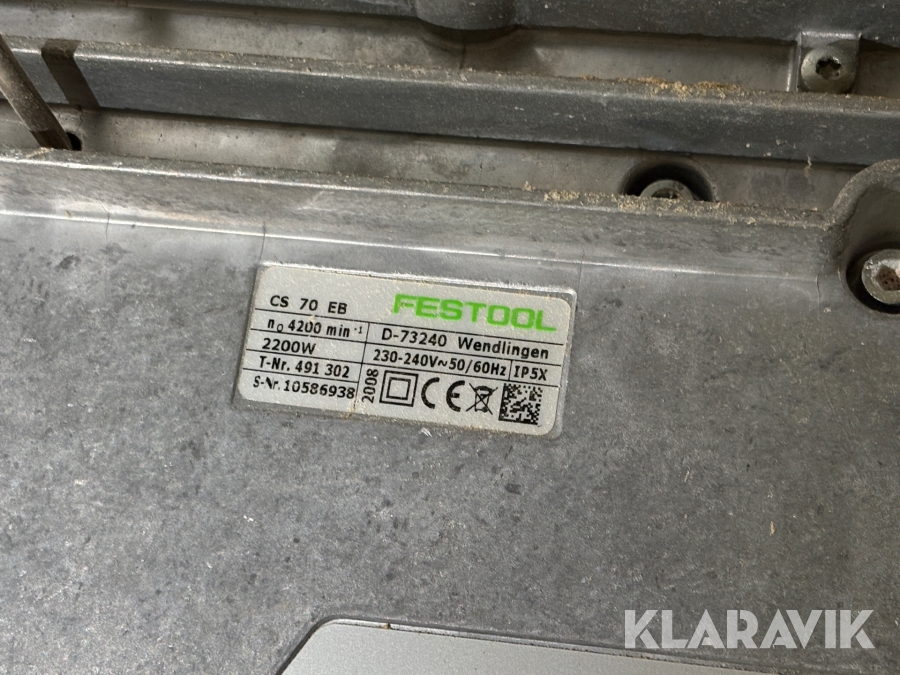 CS 70 EB
FESTOOL
n₀ 4200 min⁻¹
D-73240 Wendlingen
2200W
230-240V~50/60Hz IP5X
T-Nr. 491 302
S-Nr. 10586938
2008
CE
KLARAVIK